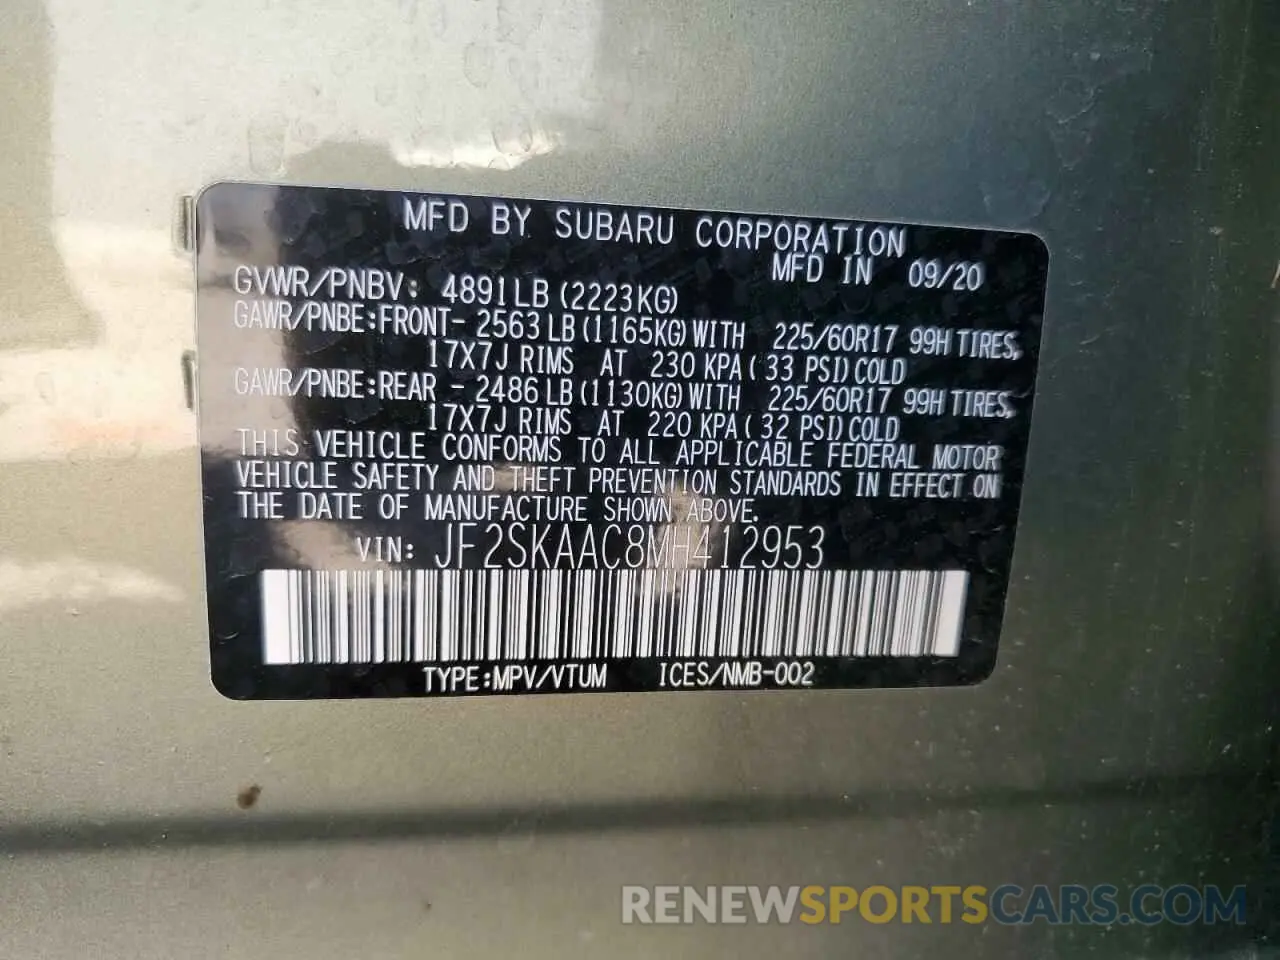 MFD BY SUBARU CORPORATION
MFD IN 09/20
GVWR/PNBV: 4891LB (2223KG)
GAWR/PNBE:FRONT- 2563LB (1165KG)WITH 225/60R17 99H TIRES,
17X7J RIMS AT 230 KPA( 33 PSI)COLD
GAWR/PNBE:REAR - 2486LB (1130KG)WITH 225/60R17 99H TIRES,
17X7J RIMS AT 220 KPA( 32 PSI)COLD
THIS VEHICLE CONFORMS TO ALL APPLICABLE FEDERAL MOTOR
VEHICLE SAFETY AND THEFT PREVENTION STANDARDS IN EFFECT ON
THE DATE OF MANUFACTURE SHOWN ABOVE.
VIN: JF2SKAAC8MH412953
TYPE:MPV/VTUM ICES/NMB-002
RENEWSPORTSCARS.COM